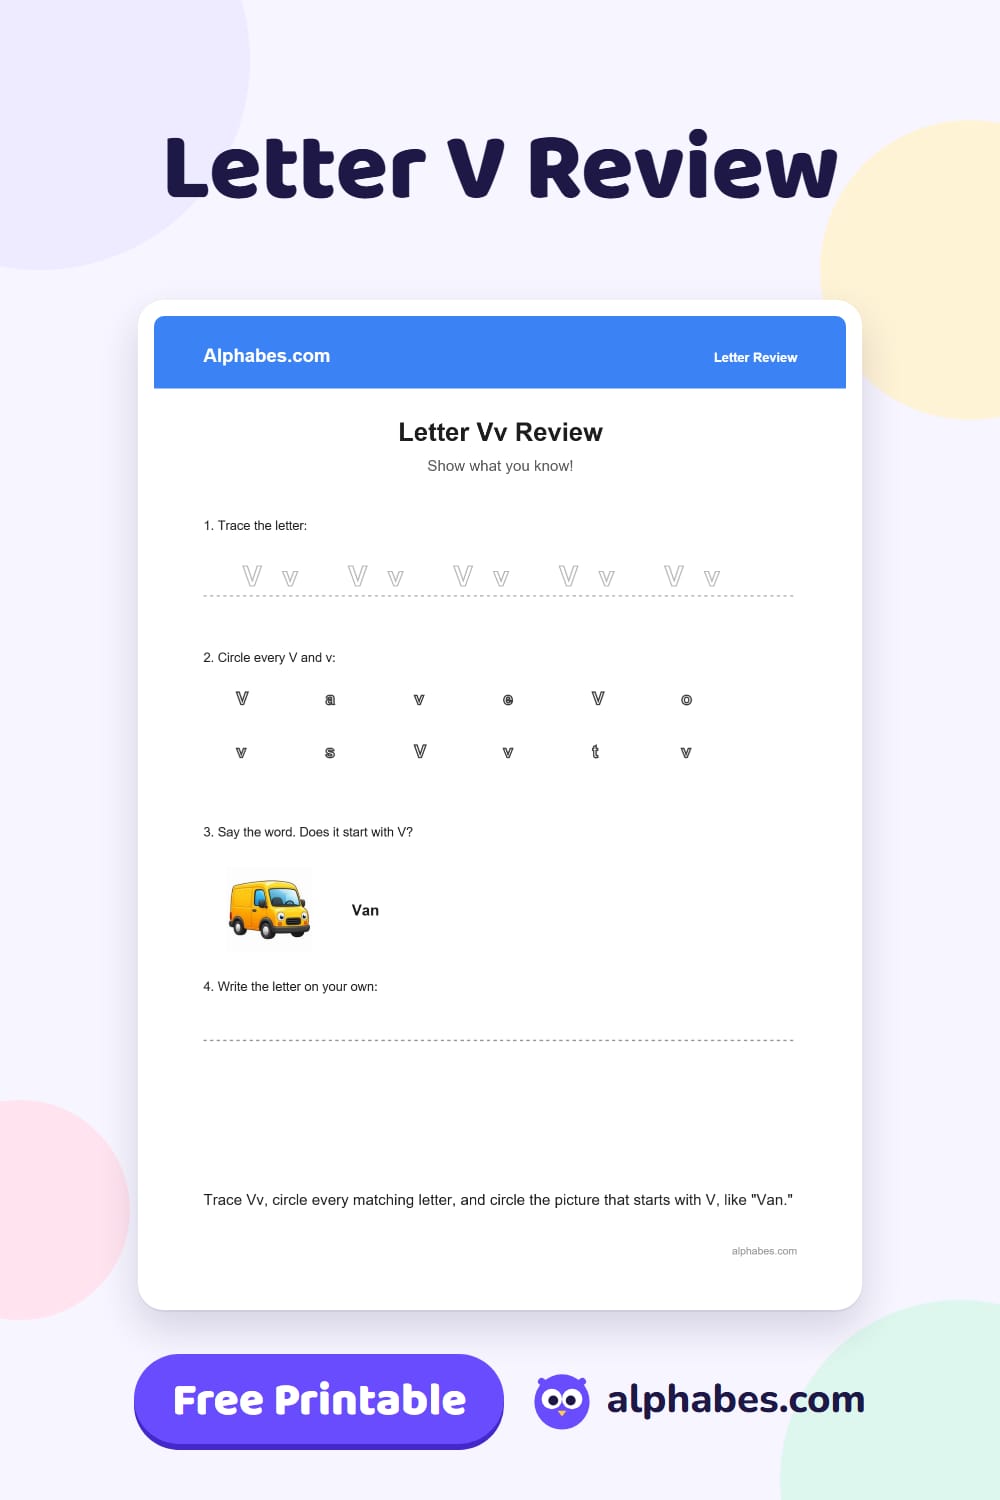 Letter V Review
Alphabes.com
Letter Review
Letter Vv Review
Show what you know!
1. Trace the letter:
V v V v V v V v V v
2. Circle every V and v:
V a v e V o
v s V v t v
3. Say the word. Does it start with V?
Van
4. Write the letter on your own:
Trace Vv, circle every matching letter, and circle the picture that starts with V, like "Van."
alphabes.com
Free Printable
alphabes.com